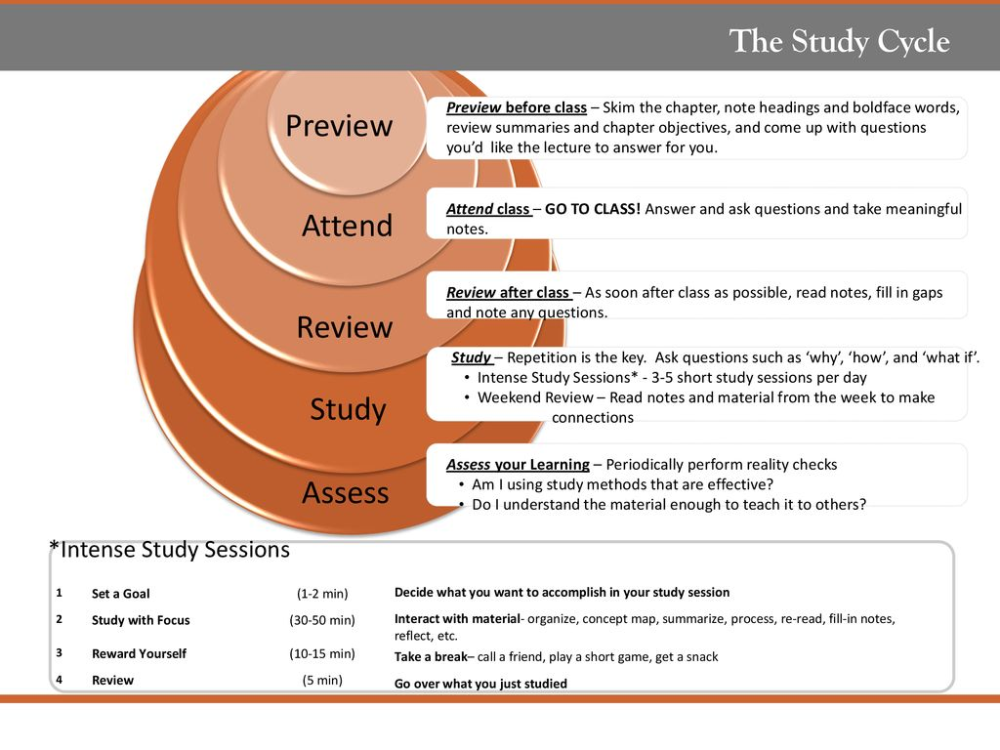 The Study Cycle
Preview
Preview before class – Skim the chapter, note headings and boldface words,
review summaries and chapter objectives, and come up with questions
you’d  like the lecture to answer for you.
Attend
Attend class – GO TO CLASS! Answer and ask questions and take meaningful
notes.
Review
Review after class – As soon after class as possible, read notes, fill in gaps
and note any questions.
Study
Study – Repetition is the key.  Ask questions such as ‘why’, ‘how’, and ‘what if’.
• Intense Study Sessions* - 3-5 short study sessions per day
• Weekend Review – Read notes and material from the week to make
connections
Assess
Assess your Learning – Periodically perform reality checks
• Am I using study methods that are effective?
• Do I understand the material enough to teach it to others?
*Intense Study Sessions
1 Set a Goal (1-2 min) Decide what you want to accomplish in your study session
2 Study with Focus (30-50 min) Interact with material- organize, concept map, summarize, process, re-read, fill-in notes,
reflect, etc.
3 Reward Yourself (10-15 min) Take a break– call a friend, play a short game, get a snack
4 Review (5 min) Go over what you just studied